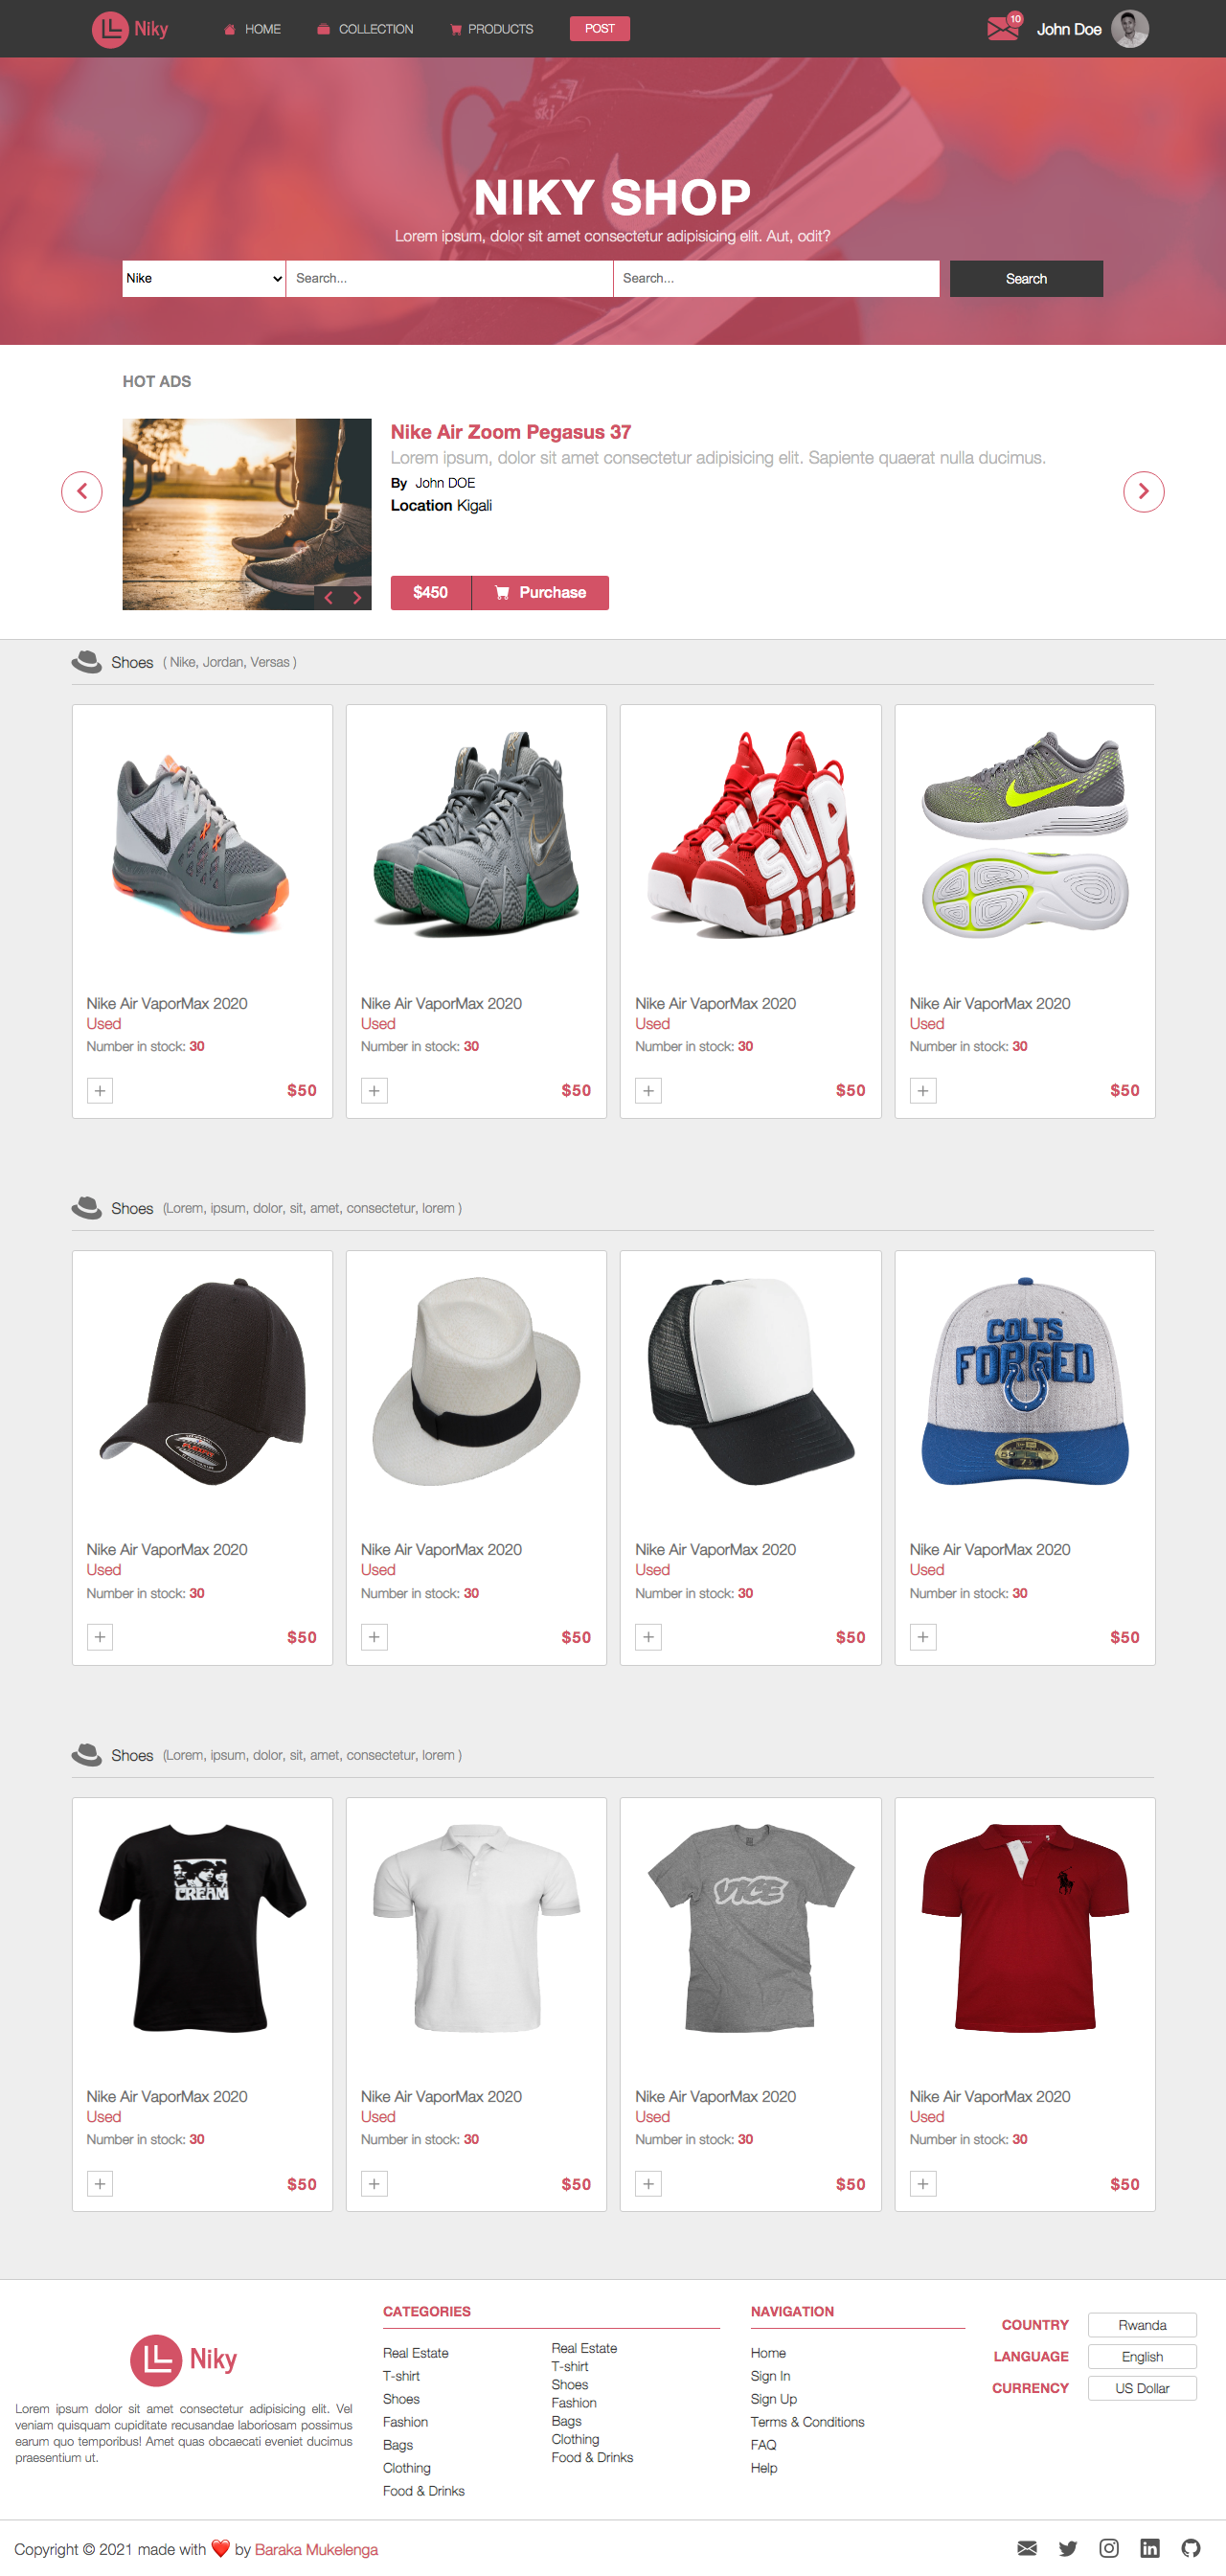 Niky
HOME COLLECTION PRODUCTS POST
10 John Doe
NIKY SHOP
Lorem ipsum, dolor sit amet consectetur adipisicing elit. Aut, odit?
Nike Search... Search... Search
HOT ADS
Nike Air Zoom Pegasus 37
Lorem ipsum, dolor sit amet consectetur adipisicing elit. Sapiente quaerat nulla ducimus.
By John DOE
Location Kigali
$450 Purchase
Shoes ( Nike, Jordan, Versas )
SUP
Nike Air VaporMax 2020 Nike Air VaporMax 2020 Nike Air VaporMax 2020 Nike Air VaporMax 2020
Used Used Used Used
Number in stock: 30 Number in stock: 30 Number in stock: 30 Number in stock: 30
+ $50 + $50 + $50 + $50
Shoes (Lorem, ipsum, dolor, sit, amet, consectetur, lorem )
COLTS
FORGED
Nike Air VaporMax 2020 Nike Air VaporMax 2020 Nike Air VaporMax 2020 Nike Air VaporMax 2020
Used Used Used Used
Number in stock: 30 Number in stock: 30 Number in stock: 30 Number in stock: 30
+ $50 + $50 + $50 + $50
Shoes (Lorem, ipsum, dolor, sit, amet, consectetur, lorem )
CREAM
VICE
Nike Air VaporMax 2020 Nike Air VaporMax 2020 Nike Air VaporMax 2020 Nike Air VaporMax 2020
Used Used Used Used
Number in stock: 30 Number in stock: 30 Number in stock: 30 Number in stock: 30
+ $50 + $50 + $50 + $50
Niky
Lorem ipsum dolor sit amet consectetur adipisicing elit. Vel
veniam quisquam cupiditate recusandae laboriosam possimus
earum quo temporibus! Amet quas obcaecati eveniet ducimus
praesentium ut.
CATEGORIES
Real Estate
T-shirt
Shoes
Fashion
Bags
Clothing
Food & Drinks
Real Estate
T-shirt
Shoes
Fashion
Bags
Clothing
Food & Drinks
NAVIGATION
Home
Sign In
Sign Up
Terms & Conditions
FAQ
Help
COUNTRY Rwanda
LANGUAGE English
CURRENCY US Dollar
Copyright © 2021 made with ❤️ by Baraka Mukelenga